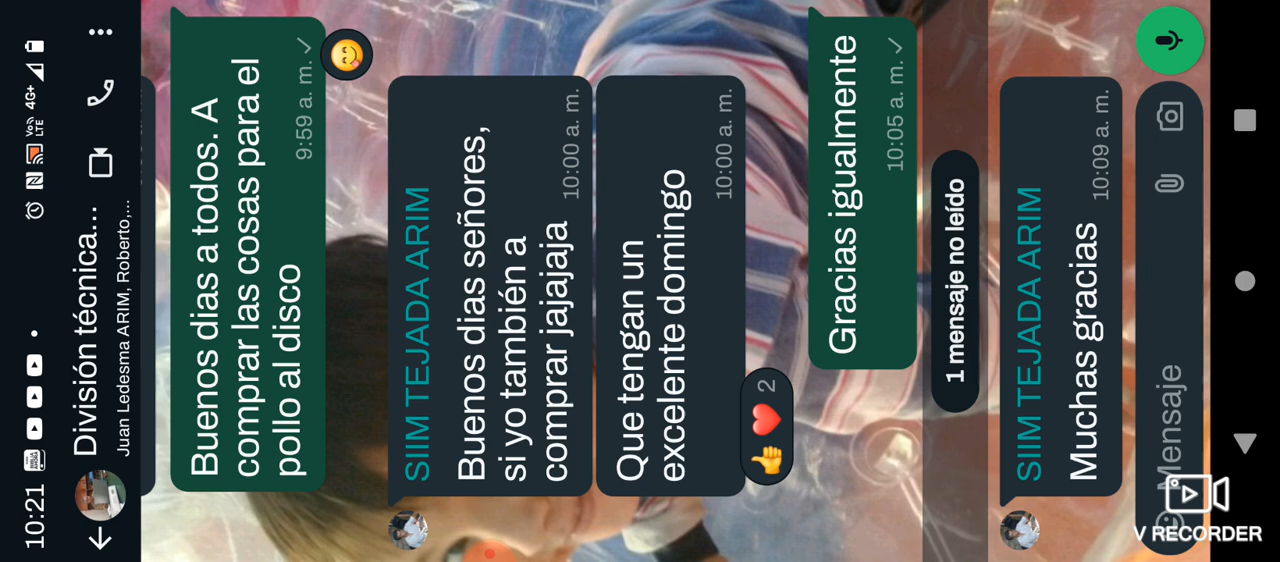 10:21
4G+
Vo))
LTE
División técnica...
Juan Ledesma ARIM, Roberto,...
Buenos dias a todos. A
comprar las cosas para el
pollo al disco
9:59 a. m.
SIIM TEJADA ARIM
Buenos dias señores,
si yo también a
comprar jajajaja
10:00 a. m.
Que tengan un
excelente domingo
10:00 a. m.
2
Gracias igualmente
10:05 a. m.
1 mensaje no leído
SIIM TEJADA ARIM
Muchas gracias
10:09 a. m.
Mensaje
V RECORDER